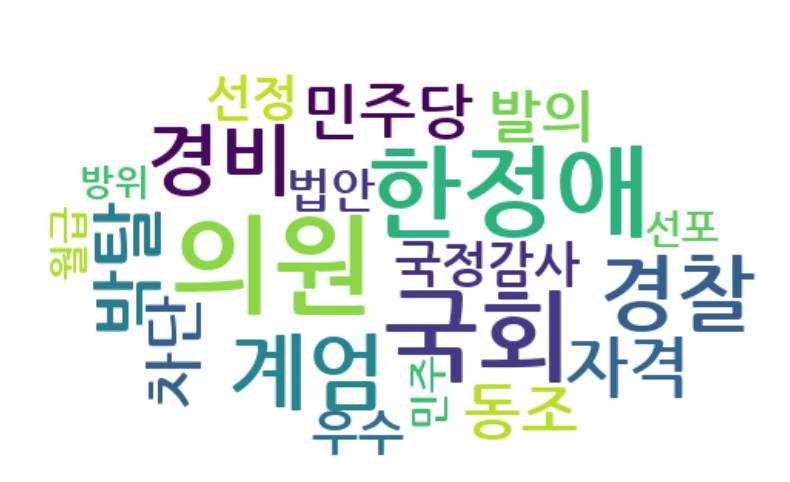 선정 민주당 발의
경비 법안 한정애
방위 의원 선포
월급 박탈 국정감사
차단 국회 경찰
계엄 자격
우수 민주 동조